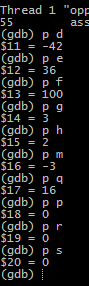 Thread 1 "opp
55 ass
(gdb) p d
$11 = -42
(gdb) p e
$12 = 36
(gdb) p f
$13 = 100
(gdb) p g
$14 = 3
(gdb) p h
$15 = 2
(gdb) p m
$16 = -3
(gdb) p q
$17 = 16
(gdb) p p
$18 = 0
(gdb) p r
$19 = 0
(gdb) p s
$20 = 0
(gdb)